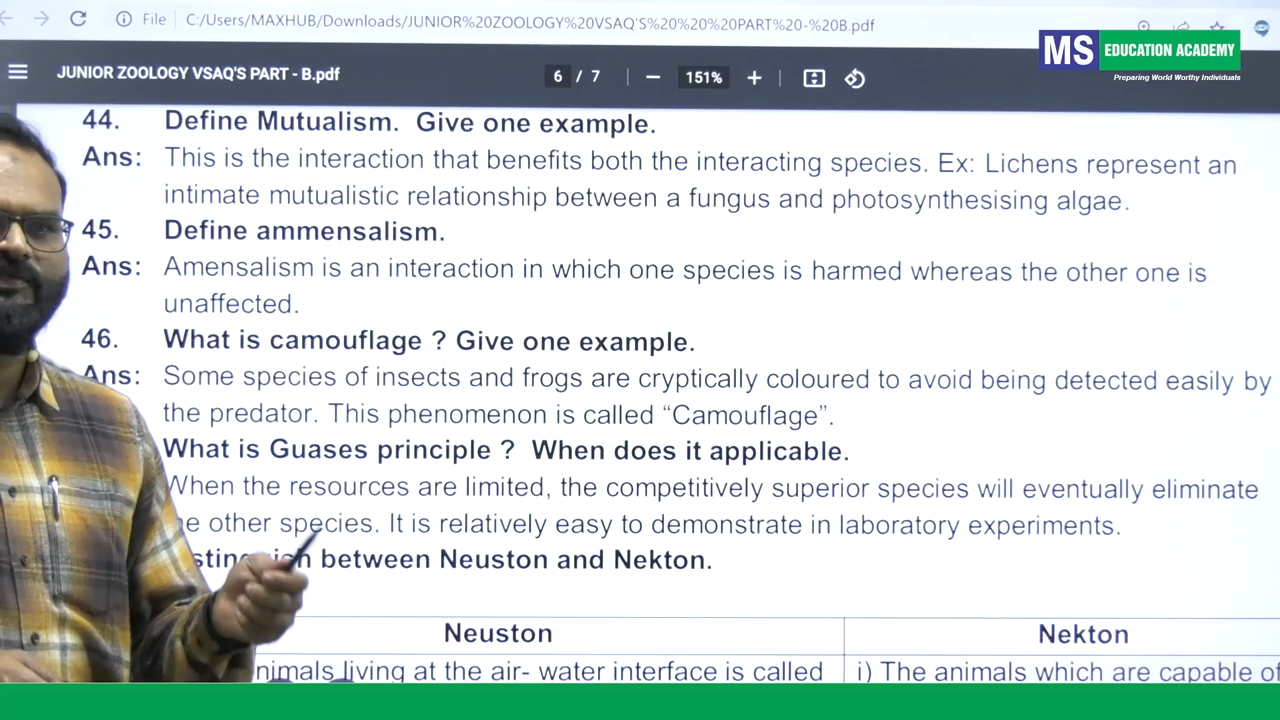 File C:/Users/MAXHUB/Downloads/JUNIOR%20ZOOLOGY%20VSAQ'S%20%20%20PART%20-%20B.pdf
MS EDUCATION ACADEMY
Preparing World Worthy Individuals
JUNIOR ZOOLOGY VSAQ'S PART - B.pdf 6 / 7 | − 151% + |
44. Define Mutualism. Give one example.
Ans: This is the interaction that benefits both the interacting species. Ex: Lichens represent an
intimate mutualistic relationship between a fungus and photosynthesising algae.
45. Define ammensalism.
Ans: Amensalism is an interaction in which one species is harmed whereas the other one is
unaffected.
46. What is camouflage ? Give one example.
Ans: Some species of insects and frogs are cryptically coloured to avoid being detected easily by
the predator. This phenomenon is called “Camouflage”.
What is Guases principle ? When does it applicable.
When the resources are limited, the competitively superior species will eventually eliminate
other species. It is relatively easy to demonstrate in laboratory experiments.
between Neuston and Nekton.
Neuston Nekton
nimals living at the air- water interface is called i) The animals which are capable of